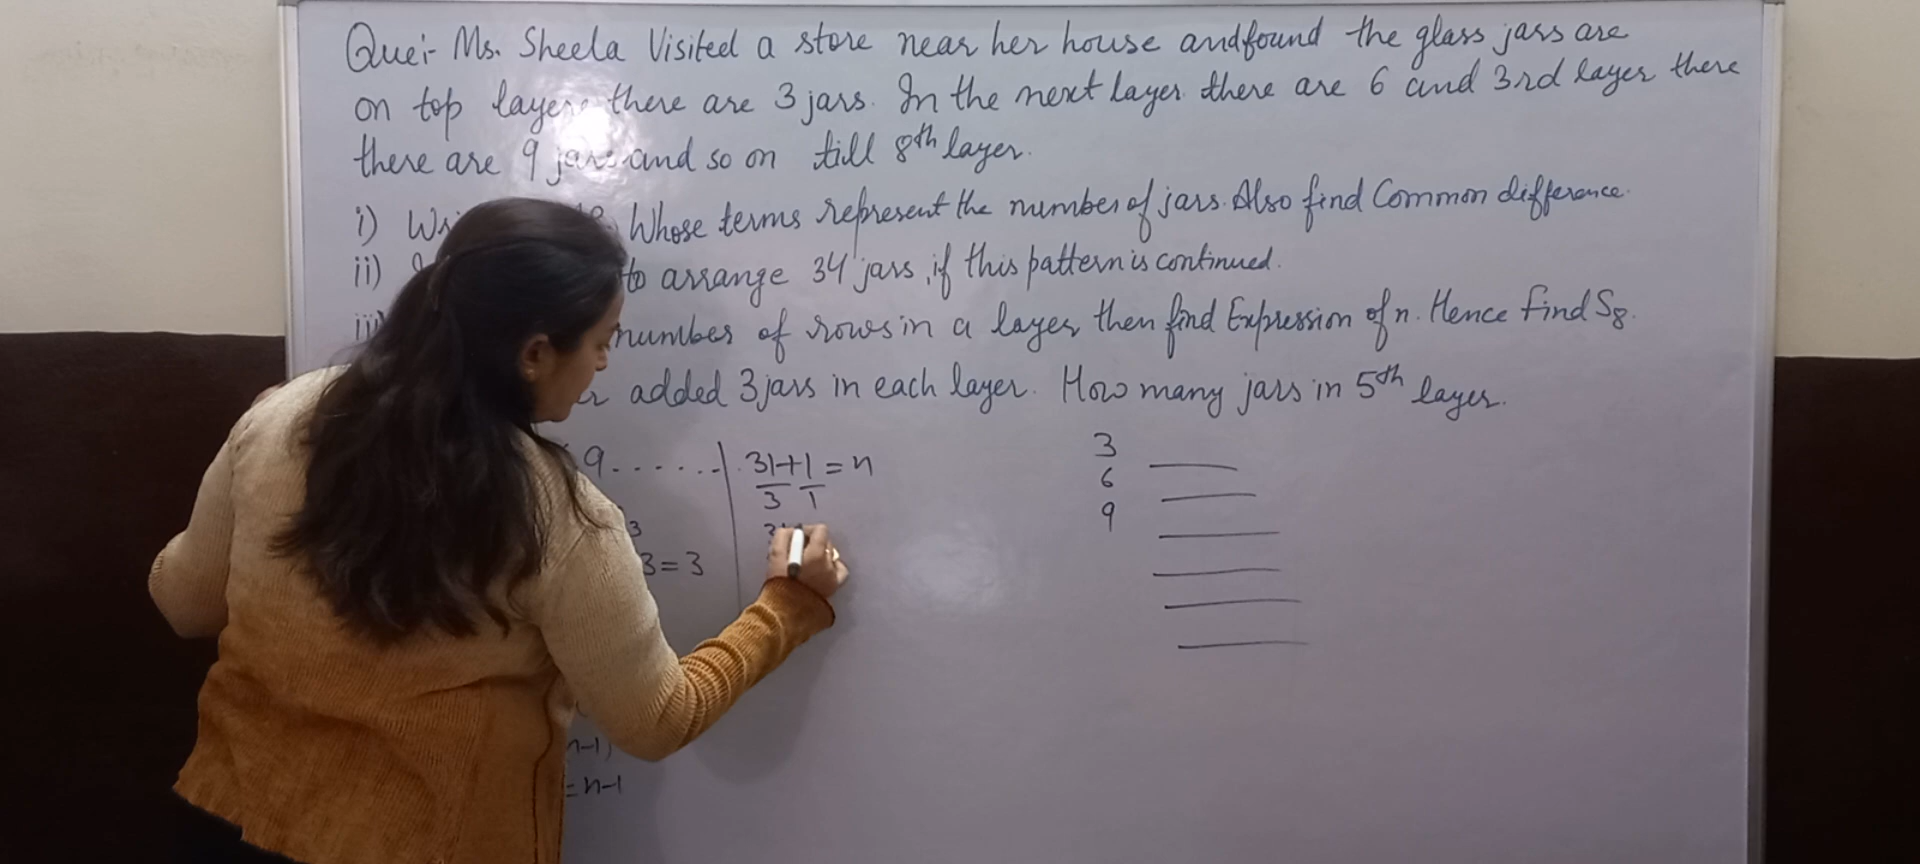 Que:- Ms. Sheela Visited a store near her house and found the glass jars are
on top layer there are 3 jars. In the next layer there are 6 and 3rd layer there
there are 9 jars and so on till 8th layer.
i) Whose terms represent the number of jars. Also find Common difference.
ii) to arrange 34 jars, if this pattern is continued.
number of rows in a layer then find Expression of n. Hence find S8.
added 3 jars in each layer. How many jars in 5th layer.
9 . . . . . .
3
3 = 3
n-1)
= n-1
31/3 + 1/1 = n
3
6
9